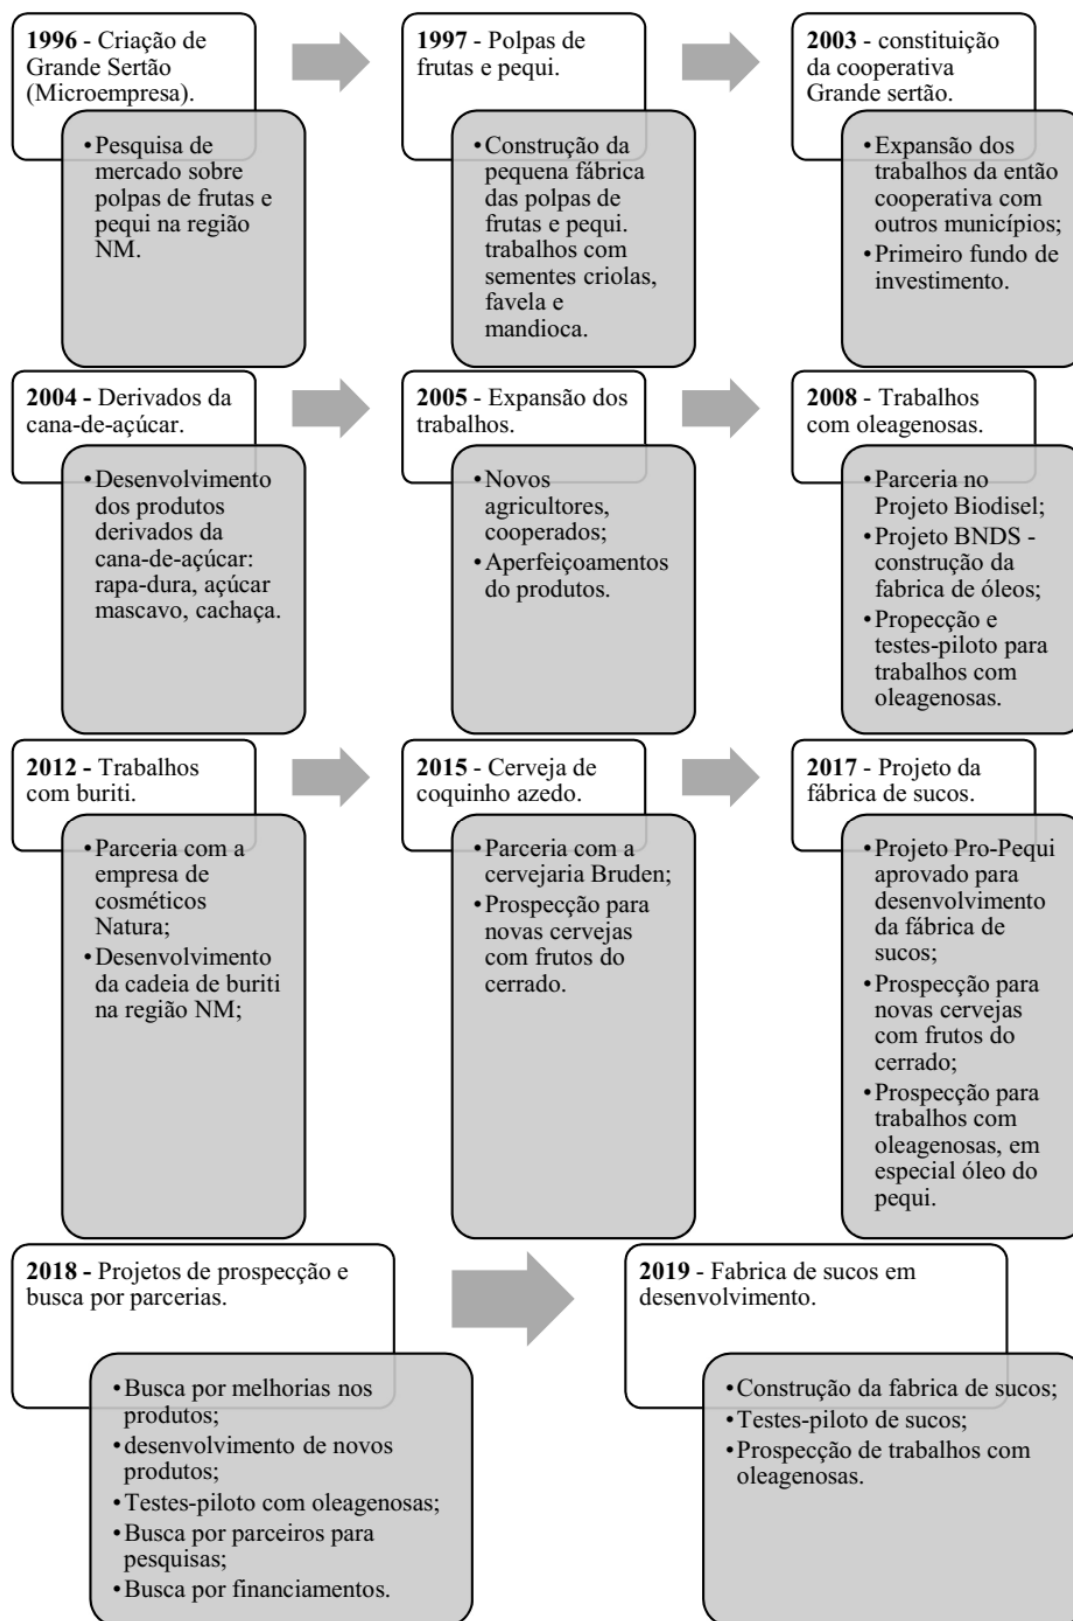 1996 - Criação de
Grande Sertão
(Microempresa).
• Pesquisa de
mercado sobre
polpas de frutas e
pequi na região
NM.
1997 - Polpas de
frutas e pequi.
• Construção da
pequena fábrica
das polpas de
frutas e pequi.
trabalhos com
sementes criolas,
favela e
mandioca.
2003 - constituição
da cooperativa
Grande sertão.
• Expansão dos
trabalhos da então
cooperativa com
outros municípios;
• Primeiro fundo de
investimento.
2004 - Derivados da
cana-de-açúcar.
• Desenvolvimento
dos produtos
derivados da
cana-de-açúcar:
rapa-dura, açúcar
mascavo, cachaça.
2005 - Expansão dos
trabalhos.
• Novos
agricultores,
cooperados;
• Aperfeiçoamentos
do produtos.
2008 - Trabalhos
com oleagenosas.
• Parceria no
Projeto Biodisel;
• Projeto BNDS -
construção da
fabrica de óleos;
• Propecção e
testes-piloto para
trabalhos com
oleagenosas.
2012 - Trabalhos
com buriti.
• Parceria com a
empresa de
cosméticos
Natura;
• Desenvolvimento
da cadeia de buriti
na região NM;
2015 - Cerveja de
coquinho azedo.
• Parceria com a
cervejaria Bruden;
• Prospecção para
novas cervejas
com frutos do
cerrado.
2017 - Projeto da
fábrica de sucos.
• Projeto Pro-Pequi
aprovado para
desenvolvimento
da fábrica de
sucos;
• Prospecção para
novas cervejas
com frutos do
cerrado;
• Prospecção para
trabalhos com
oleagenosas, em
especial óleo do
pequi.
2018 - Projetos de prospecção e
busca por parcerias.
• Busca por melhorias nos
produtos;
• desenvolvimento de novos
produtos;
• Testes-piloto com oleagenosas;
• Busca por parceiros para
pesquisas;
• Busca por financiamentos.
2019 - Fabrica de sucos em
desenvolvimento.
• Construção da fabrica de sucos;
• Testes-piloto de sucos;
• Prospecção de trabalhos com
oleagenosas.